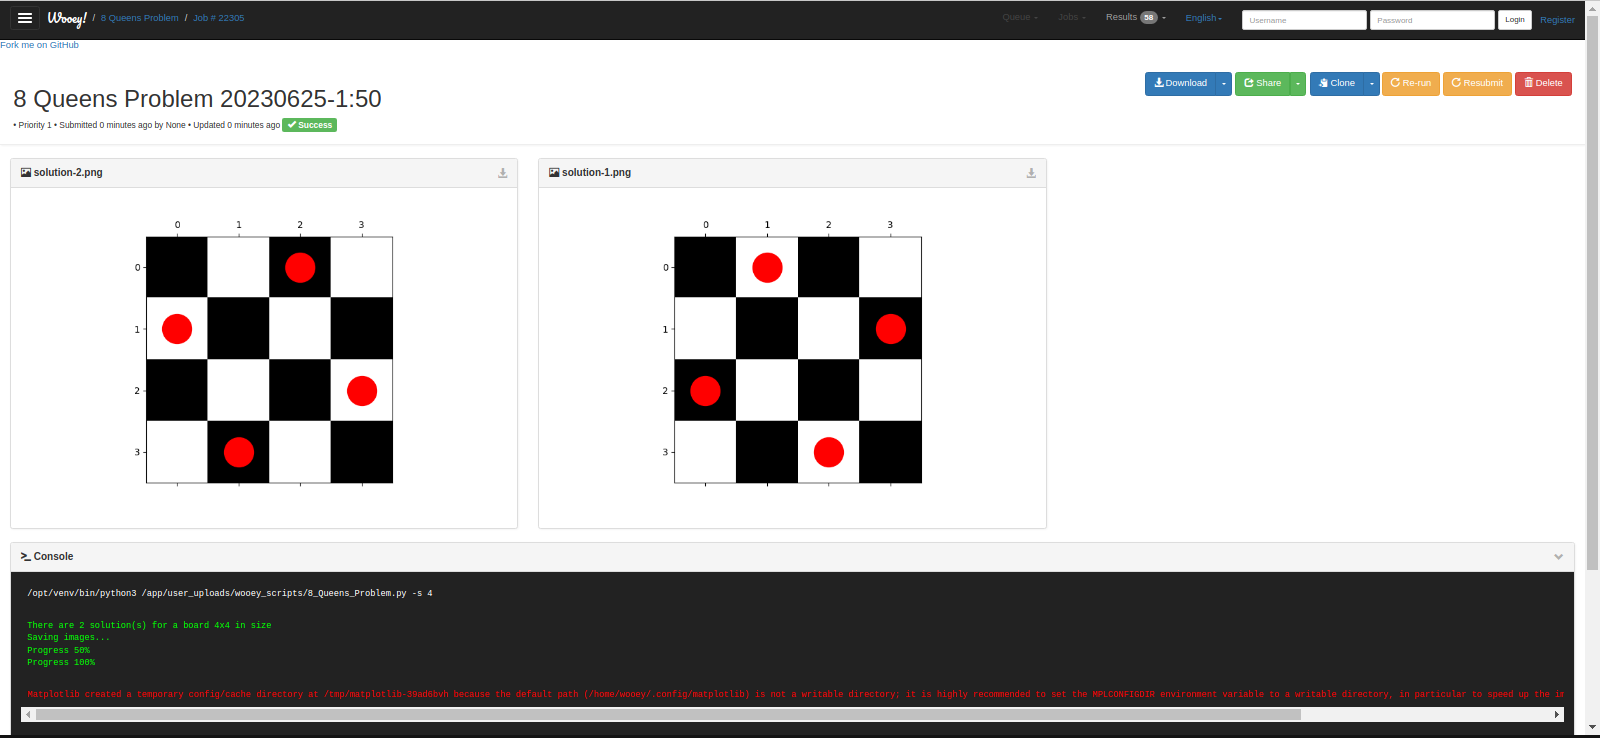 Wooey! / 8 Queens Problem / Job # 22305 Queue Jobs Results 58 English Username Password Login Register
Fork me on GitHub
Download Share Clone Re-run Resubmit Delete
8 Queens Problem 20230625-1:50
• Priority 1 • Submitted 0 minutes ago by None • Updated 0 minutes ago Success
solution-2.png
0 1 2 3
0
1
2
3
solution-1.png
0 1 2 3
0
1
2
3
Console
/opt/venv/bin/python3 /app/user_uploads/wooey_scripts/8_Queens_Problem.py -s 4
There are 2 solution(s) for a board 4x4 in size
Saving images...
Progress 50%
Progress 100%
Matplotlib created a temporary config/cache directory at /tmp/matplotlib-39ad6bvh because the default path (/home/wooey/.config/matplotlib) is not a writable directory; it is highly recommended to set the MPLCONFIGDIR environment variable to a writable directory, in particular to speed up the im